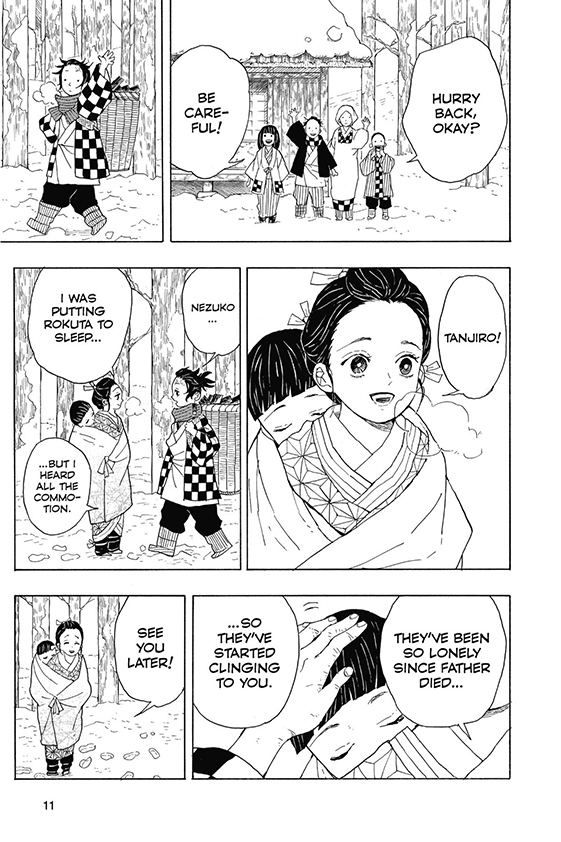 HURRY
BACK,
OKAY?
BE
CARE-
FUL!
TANJIRO!
NEZUKO
...
I WAS
PUTTING
ROKUTA TO
SLEEP...
...BUT I
HEARD
ALL THE
COMMO-
TION.
THEY'VE BEEN
SO LONELY
SINCE FATHER
DIED...
...SO
THEY'VE
STARTED
CLINGING
TO YOU.
SEE
YOU
LATER!
11